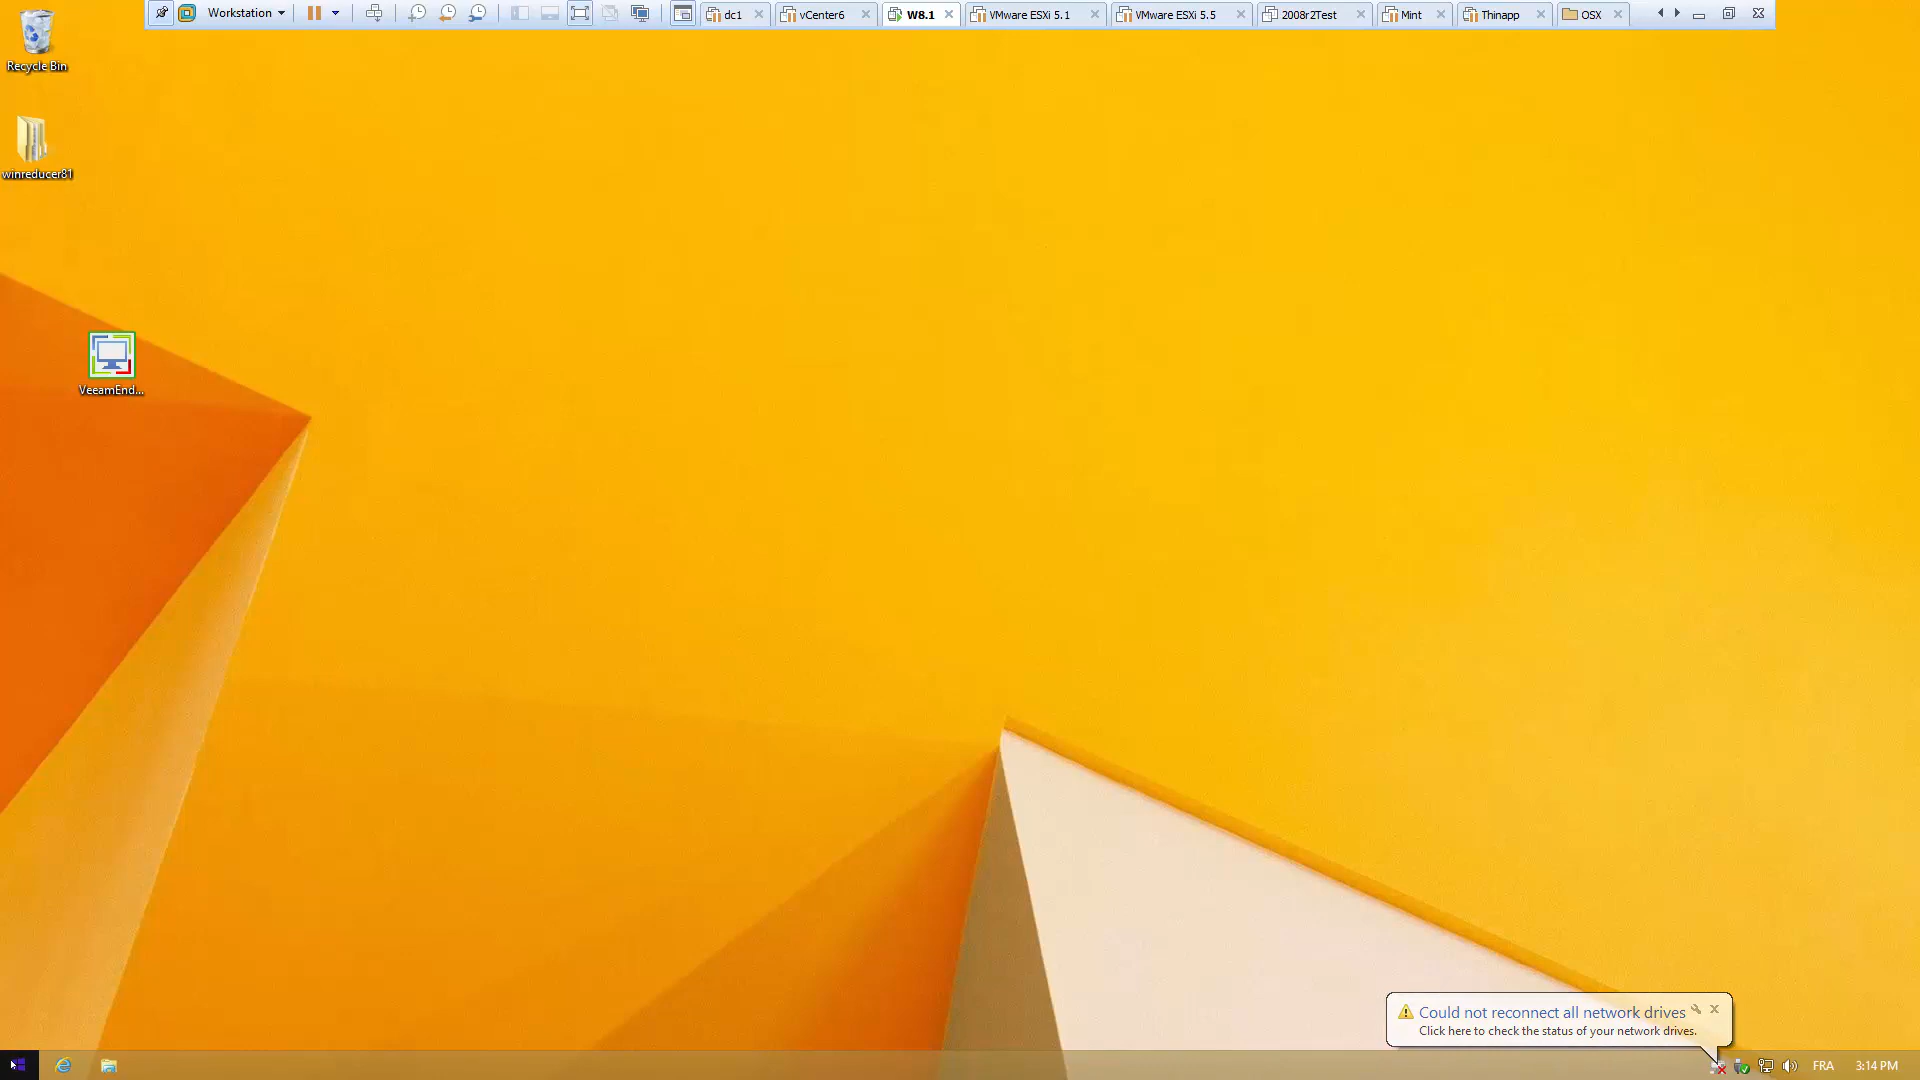 Workstation
dc1
vCenter6
W8.1
VMware ESXi 5.1
VMware ESXi 5.5
2008r2Test
Mint
Thinapp
OSX
Recycle Bin
winreducer81
VeeamEnd...
Could not reconnect all network drives
Click here to check the status of your network drives.
FRA
3:14 PM